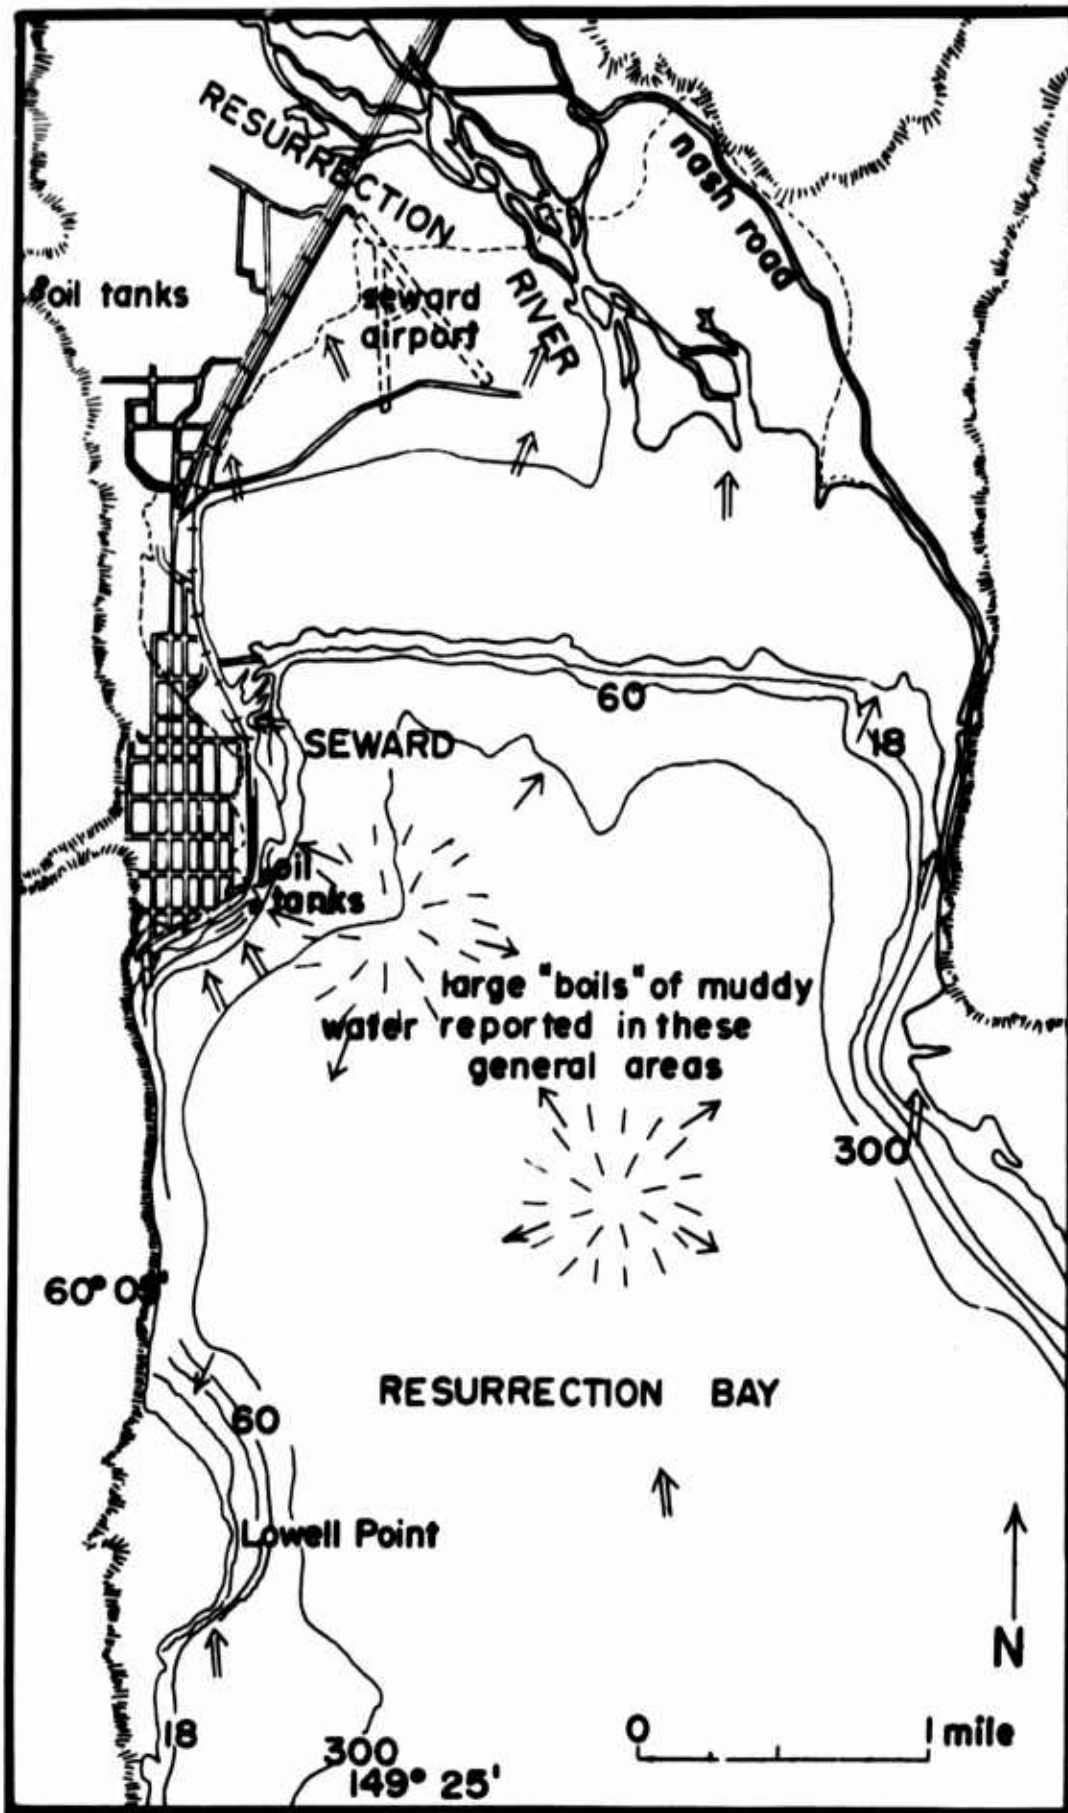 RESURRECTION
RIVER
nash road
oil tanks
seward
airport
60
18
SEWARD
oil
tanks
large "boils" of muddy
water reported in these
general areas
300
60° 05'
RESURRECTION BAY
60
Lowell Point
N
18
300
149° 25'
0
1 mile